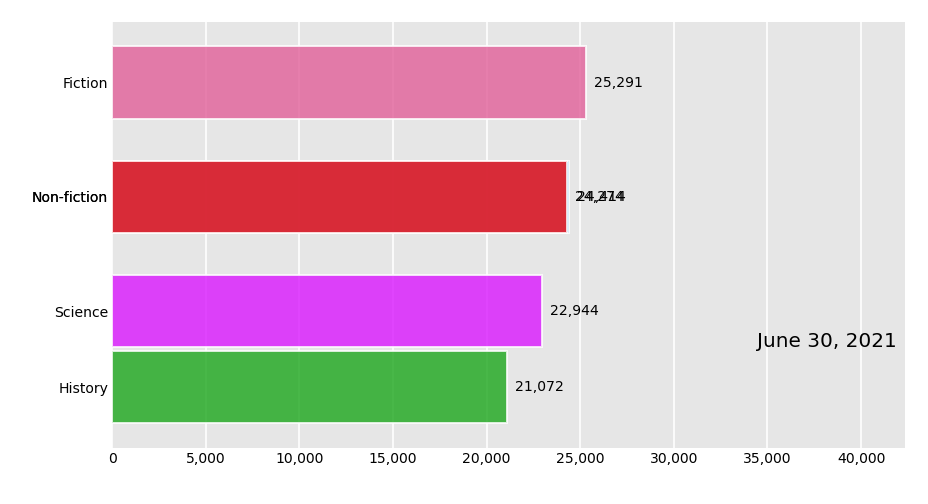 Fiction 25,291
Non-fiction
Science 22,944
June 30, 2021
History 21,072
0 5,000 10,000 15,000 20,000 25,000 30,000 35,000 40,000